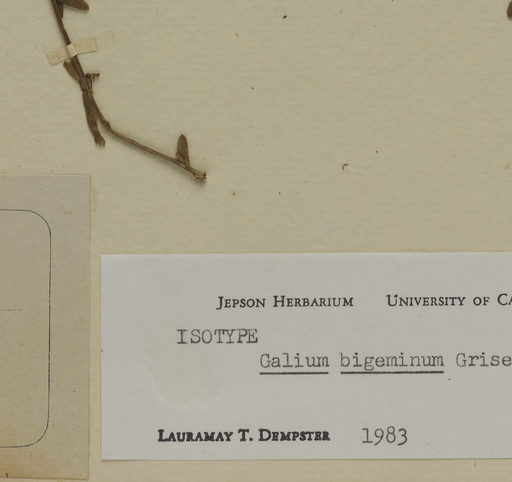 JEPSON HERBARIUM UNIVERSITY OF CA
ISOTYPE
Galium bigeminum Grise
LAURAMAY T. DEMPSTER 1983